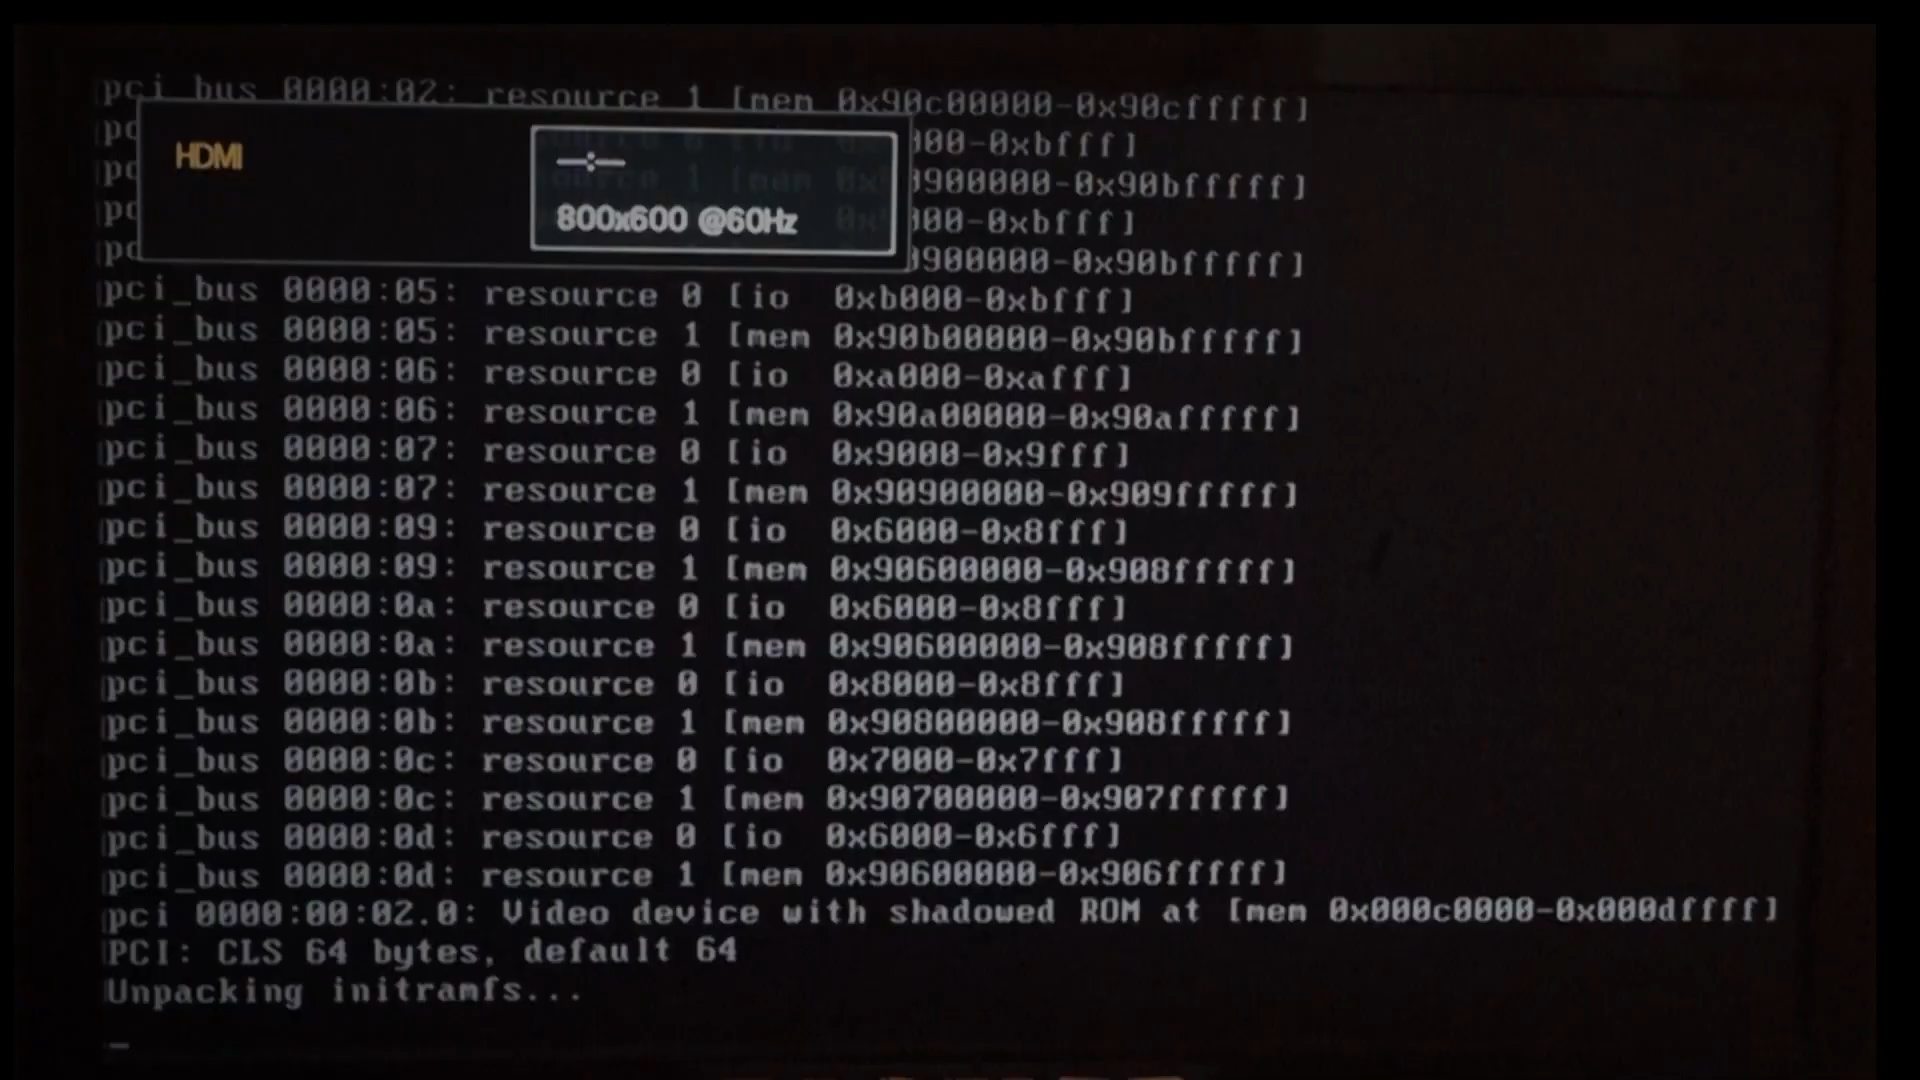 pci_bus 0000:02: resource 1 [mem 0x90c00000-0x90cfffff]
HDMI
800x600 @60Hz
000-0xbfff]
900000-0x90bfffff]
000-0xbfff]
900000-0x90bfffff]
pci_bus 0000:05: resource 0 [io  0xb000-0xbfff]
pci_bus 0000:05: resource 1 [mem 0x90b00000-0x90bfffff]
pci_bus 0000:06: resource 0 [io  0xa000-0xafff]
pci_bus 0000:06: resource 1 [mem 0x90a00000-0x90afffff]
pci_bus 0000:07: resource 0 [io  0x9000-0x9fff]
pci_bus 0000:07: resource 1 [mem 0x90900000-0x909fffff]
pci_bus 0000:09: resource 0 [io  0x6000-0x8fff]
pci_bus 0000:09: resource 1 [mem 0x90600000-0x908fffff]
pci_bus 0000:0a: resource 0 [io  0x6000-0x8fff]
pci_bus 0000:0a: resource 1 [mem 0x90600000-0x908fffff]
pci_bus 0000:0b: resource 0 [io  0x8000-0x8fff]
pci_bus 0000:0b: resource 1 [mem 0x90800000-0x908fffff]
pci_bus 0000:0c: resource 0 [io  0x7000-0x7fff]
pci_bus 0000:0c: resource 1 [mem 0x90700000-0x907fffff]
pci_bus 0000:0d: resource 0 [io  0x6000-0x6fff]
pci_bus 0000:0d: resource 1 [mem 0x90600000-0x906fffff]
pci 0000:00:02.0: Video device with shadowed ROM at [mem 0x000c0000-0x000dffff]
PCI: CLS 64 bytes, default 64
Unpacking initramfs...